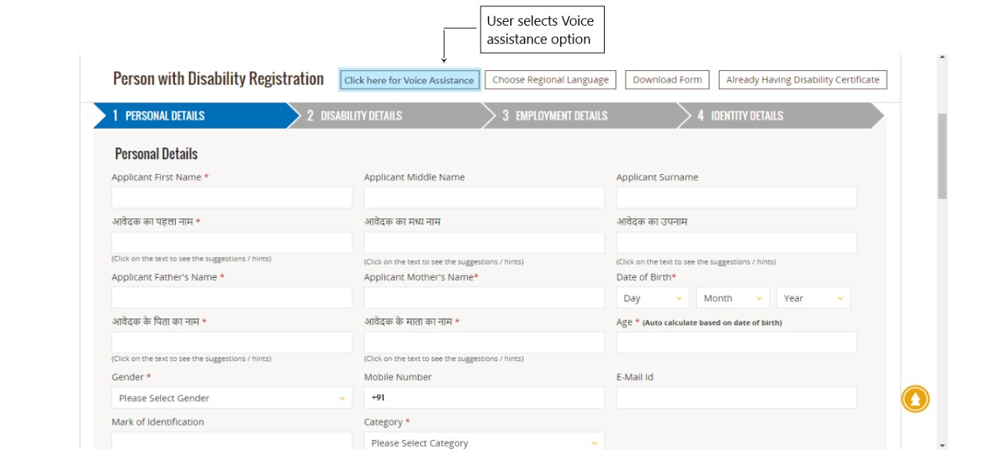 User selects Voice
assistance option
Person with Disability Registration
Click here for Voice Assistance
Choose Regional Language
Download Form
Already Having Disability Certificate
1 PERSONAL DETAILS
2 DISABILITY DETAILS
3 EMPLOYMENT DETAILS
4 IDENTITY DETAILS
Personal Details
Applicant First Name *
Applicant Middle Name
Applicant Surname
आवेदक का पहला नाम *
आवेदक का मध्य नाम
आवेदक का उपनाम
(Click on the text to see the suggestions / hints)
(Click on the text to see the suggestions / hints)
(Click on the text to see the suggestions / hints)
Applicant Father's Name *
Applicant Mother's Name*
Date of Birth*
Day
Month
Year
आवेदक के पिता का नाम *
आवेदक के माता का नाम *
Age * (Auto calculate based on date of birth)
(Click on the text to see the suggestions / hints)
(Click on the text to see the suggestions / hints)
Gender *
Mobile Number
E-Mail Id
Please Select Gender
+91
Mark of Identification
Category *
Please Select Category